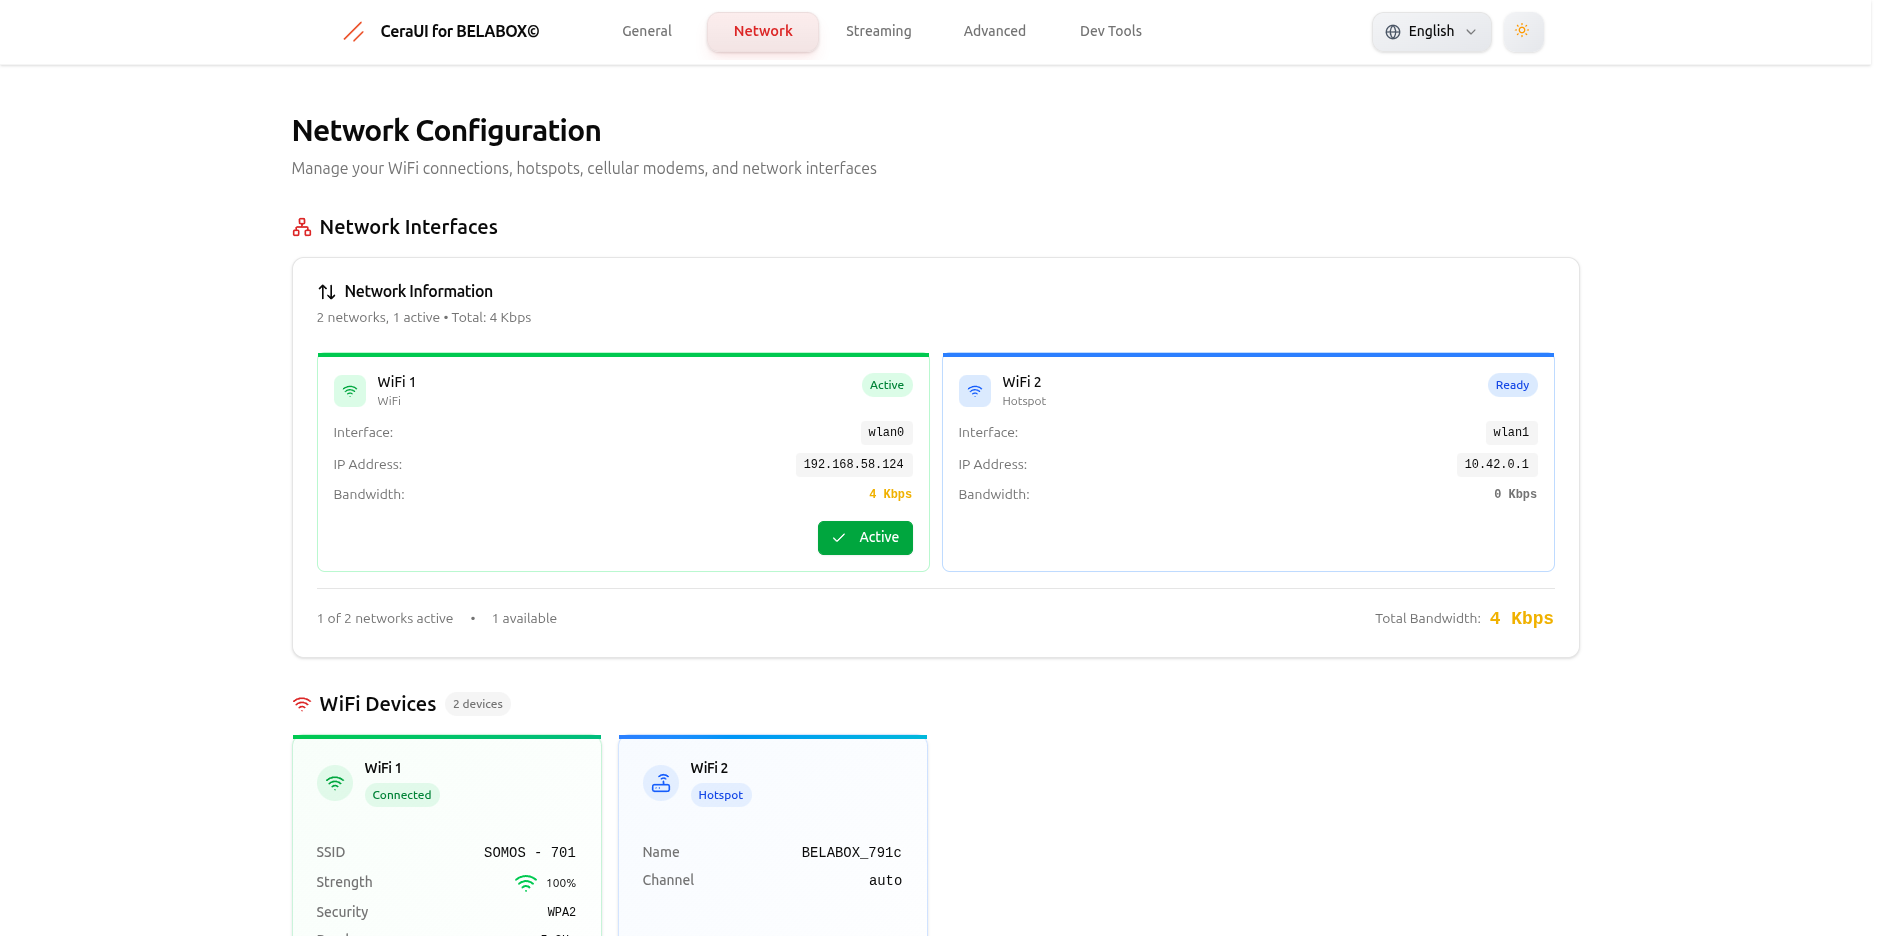 CeraUI for BELABOX©
General
Network
Streaming
Advanced
Dev Tools
English
Network Configuration
Manage your WiFi connections, hotspots, cellular modems, and network interfaces
Network Interfaces
Network Information
2 networks, 1 active • Total: 4 Kbps
WiFi 1
WiFi
Active
Interface:
wlan0
IP Address:
192.168.58.124
Bandwidth:
4 Kbps
Active
WiFi 2
Hotspot
Ready
Interface:
wlan1
IP Address:
10.42.0.1
Bandwidth:
0 Kbps
1 of 2 networks active • 1 available
Total Bandwidth: 4 Kbps
WiFi Devices
2 devices
WiFi 1
Connected
SSID
SOMOS - 701
Strength
100%
Security
WPA2
WiFi 2
Hotspot
Name
BELABOX_791c
Channel
auto